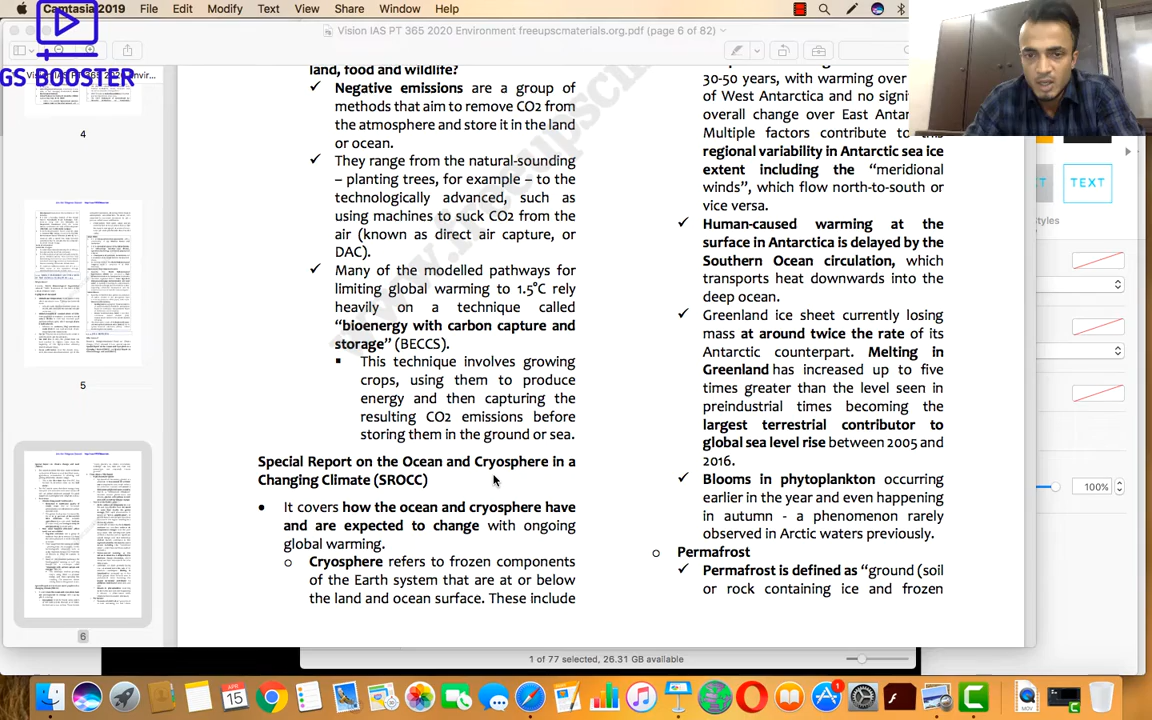 Camtasia 2019 File Edit Modify Text View Share Window Help
GS BOOSTER
Vision IAS PT 365 2020 Environment freeupscmaterials.org.pdf (page 6 of 82)
Vision IAS PT 365 2020 Envir...
4
5
6
land, food and wildlife?
✓ Negative emissions are a group of
methods that aim to remove CO2 from
the atmosphere and store it in the land
or ocean.
✓ They range from the natural-sounding
– planting trees, for example – to the
technologically advanced, such as
using machines to suck CO2 from the
air (known as direct air capture, or
DAC).
✓ Many of the modelled pathways for
limiting global warming to 1.5°C rely
heavily on a technique called
“bioenergy with carbon capture and
storage” (BECCS).
▪ This technique involves growing
crops, using them to produce
energy and then capturing the
resulting CO2 emissions before
storing them in the ground or sea.
Special Report on the Ocean and Cryosphere in a
Changing Climate (SROCC)
• It covers how the ocean and cryosphere have
and are expected to change with ongoing
global warming.
o Cryosphere refers to frozen components
of the Earth system that are at or below
the land and ocean surface. These include
30-50 years, with warming over
of West Antarctica and no
overall change over East
Multiple factors contribute to
regional variability in Antarctic sea ice
extent including the “meridional
winds”, which flow north-to-south or
vice versa.
✓ Human-caused warming at the
surface in Antarctica is delayed by the
Southern Ocean circulation, which
transports heat downwards into the
deep ocean.
✓ Greenland ice sheet currently losing
mass at around twice the rate of its
Antarctic counterpart. Melting in
Greenland has increased up to five
times greater than the level seen in
preindustrial times becoming the
largest terrestrial contributor to
global sea level rise between 2005 and
2016.
✓ Blooms in phytoplankton occurring
earlier in the year and even happening
in autumn - a phenomenon rarely
observed in Arctic waters previously.
o Permafrost
✓ Permafrost is defined as “ground (soil
or rock containing ice and frozen
TEXT
100%
1 of 77 selected, 26.31 GB available
APR
15
1
MOV